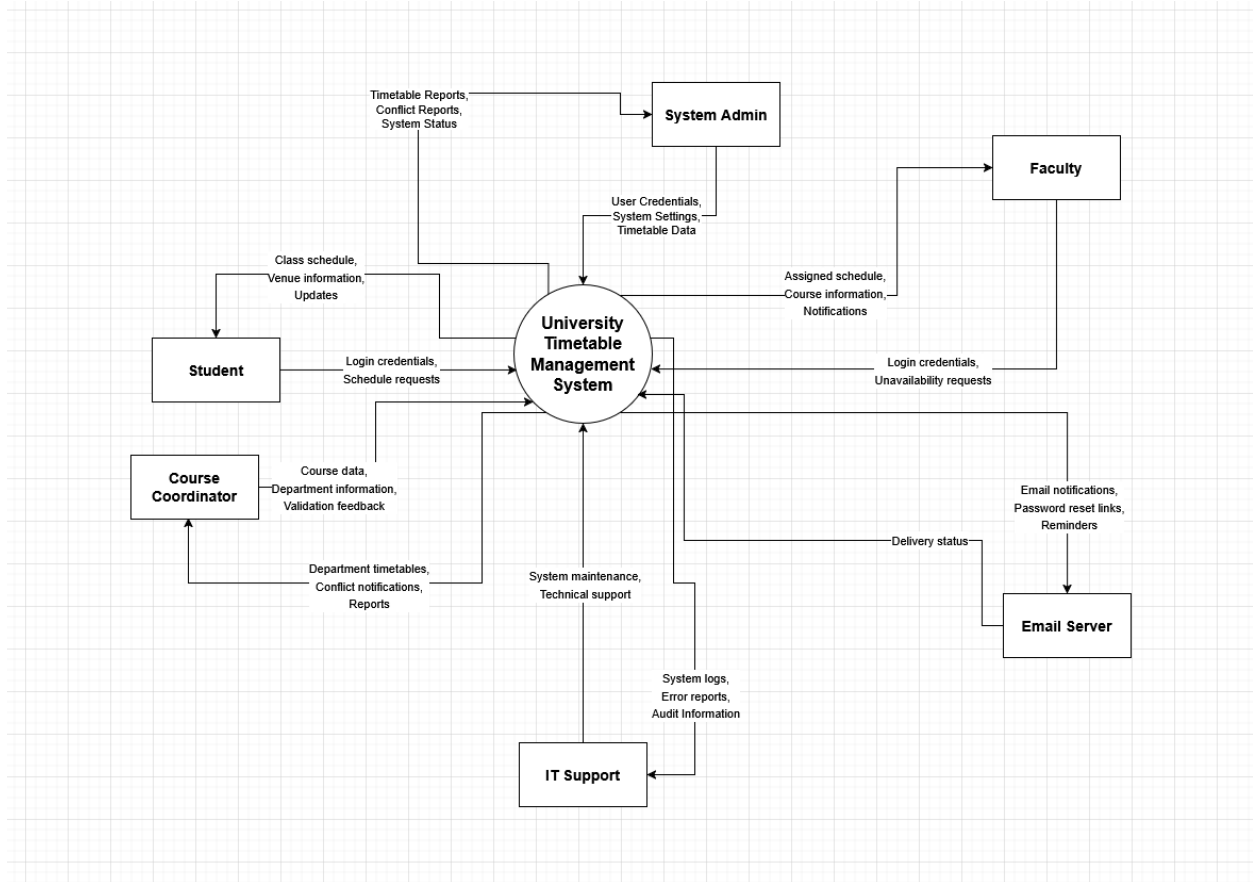 Timetable Reports,
Conflict Reports,
System Status
System Admin
Faculty
User Credentials,
System Settings,
Timetable Data
Class schedule,
Venue information,
Updates
Assigned schedule,
Course information,
Notifications
University
Timetable
Management
System
Student
Login credentials,
Schedule requests
Login credentials,
Unavailability requests
Course
Coordinator
Course data,
Department information,
Validation feedback
Email notifications,
Password reset links,
Reminders
Delivery status
Department timetables,
Conflict notifications,
Reports
System maintenance,
Technical support
Email Server
System logs,
Error reports,
Audit Information
IT Support